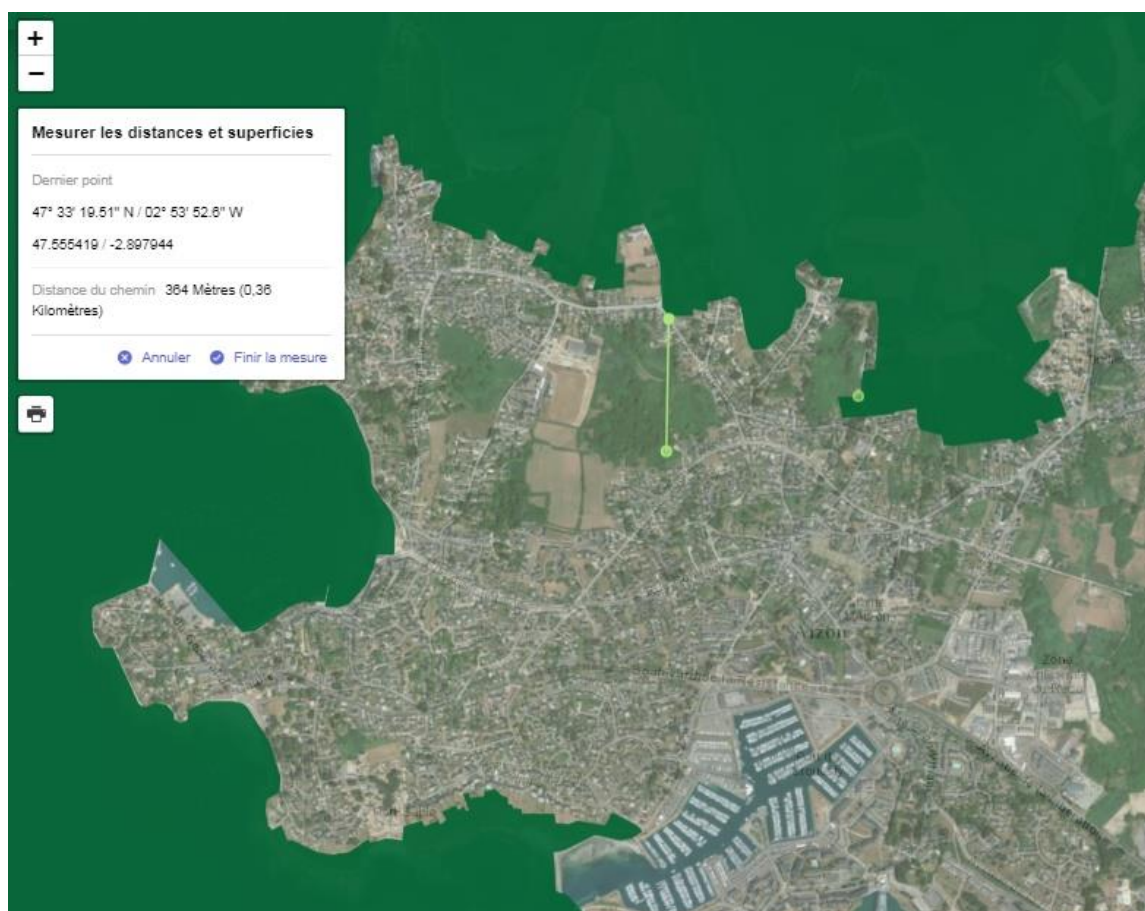 +
−
Mesurer les distances et superficies
Dernier point
47° 33' 19.51" N / 02° 53' 52.6" W
47.555419 / -2.897944
Distance du chemin 364 Mètres (0,36
Kilomètres)
Annuler Finir la mesure
Arzon
Zone